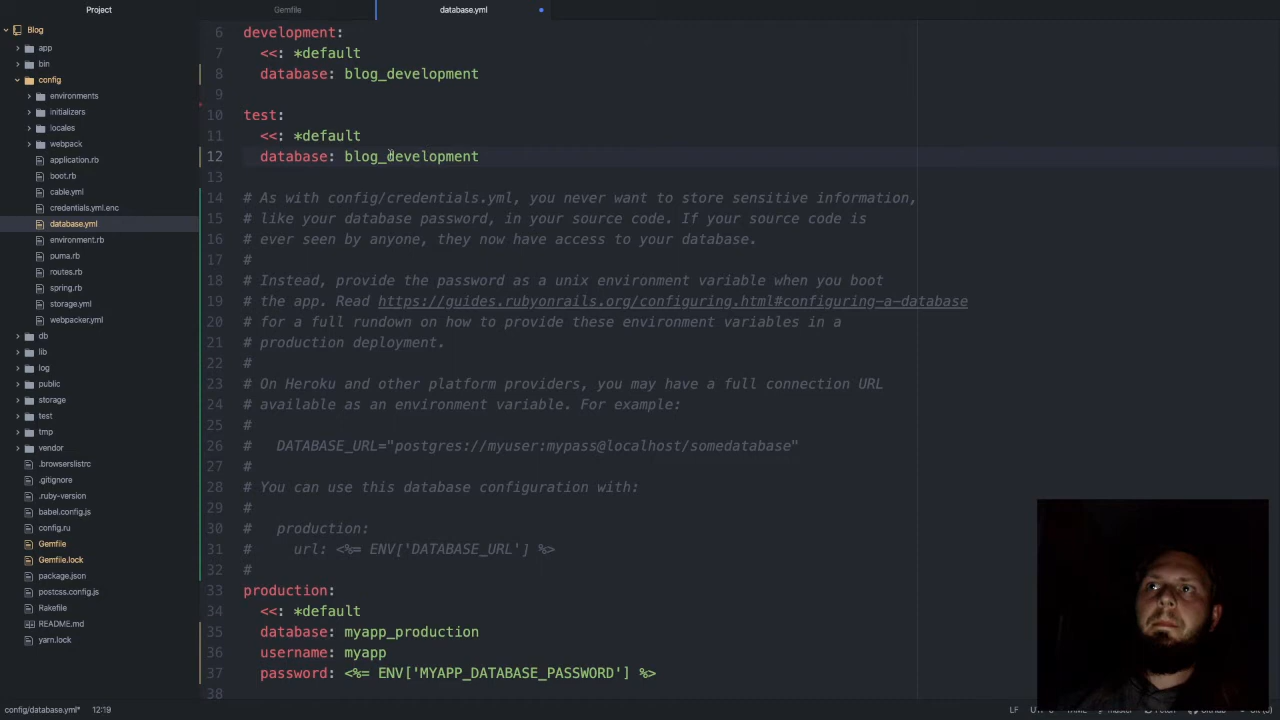 Project
Gemfile
database.yml
Blog
app
bin
config
environments
initializers
locales
webpack
application.rb
boot.rb
cable.yml
credentials.yml.enc
database.yml
environment.rb
puma.rb
routes.rb
spring.rb
storage.yml
webpacker.yml
db
lib
log
public
storage
test
tmp
vendor
.browserslistrc
.gitignore
.ruby-version
babel.config.js
config.ru
Gemfile
Gemfile.lock
package.json
postcss.config.js
Rakefile
README.md
yarn.lock
6 development:
7 <<: *default
8 database: blog_development
9
10 test:
11 <<: *default
12 database: blog_development
13
14 # As with config/credentials.yml, you never want to store sensitive information,
15 # like your database password, in your source code. If your source code is
16 # ever seen by anyone, they now have access to your database.
17 #
18 # Instead, provide the password as a unix environment variable when you boot
19 # the app. Read https://guides.rubyonrails.org/configuring.html#configuring-a-database
20 # for a full rundown on how to provide these environment variables in a
21 # production deployment.
22 #
23 # On Heroku and other platform providers, you may have a full connection URL
24 # available as an environment variable. For example:
25 #
26 # DATABASE_URL="postgres://myuser:mypass@localhost/somedatabase"
27 #
28 # You can use this database configuration with:
29 #
30 # production:
31 # url: <%= ENV['DATABASE_URL'] %>
32 #
33 production:
34 <<: *default
35 database: myapp_production
36 username: myapp
37 password: <%= ENV['MYAPP_DATABASE_PASSWORD'] %>
38
config/database.yml* 12:19
LF